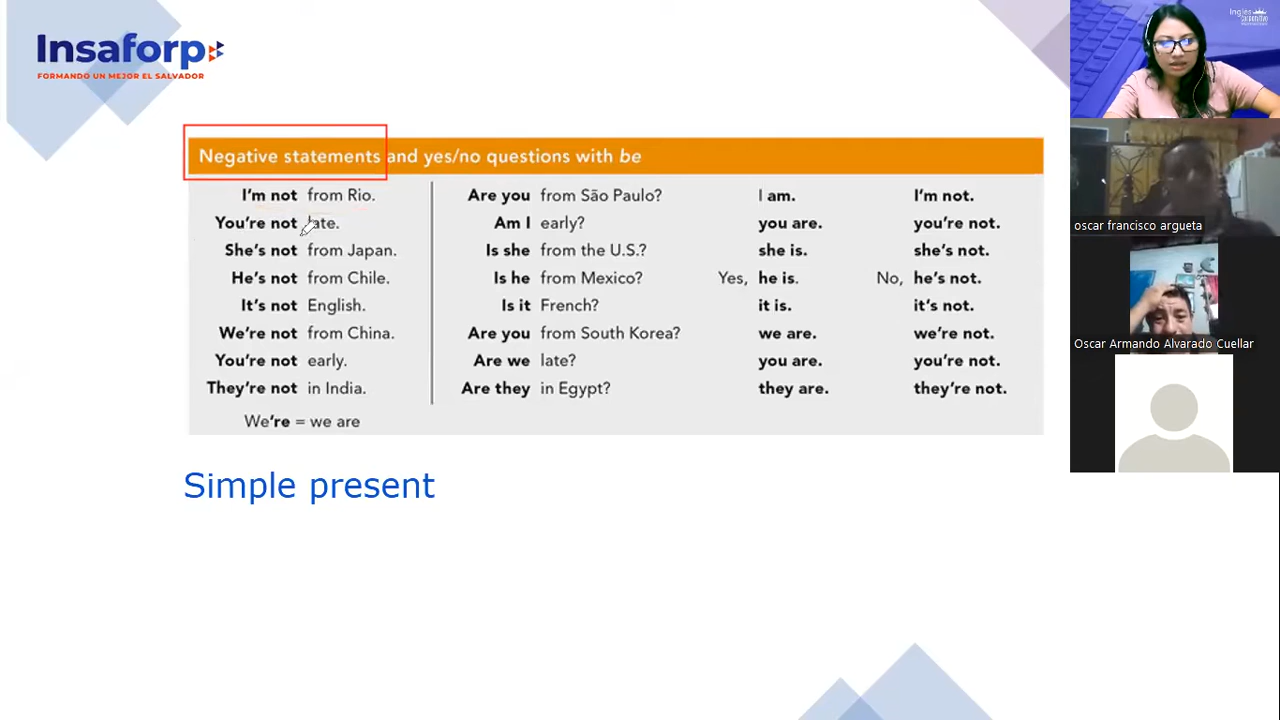 Insaforp
FORMANDO UN MEJOR EL SALVADOR
Negative statements and yes/no questions with be
I'm not from Rio. Are you from São Paulo? I am. I'm not.
You're not late. Am I early? you are. you're not.
She's not from Japan. Is she from the U.S.? she is. she's not.
He's not from Chile. Is he from Mexico? Yes, he is. No, he's not.
It's not English. Is it French? it is. it's not.
We're not from China. Are you from South Korea? we are. we're not.
You're not early. Are we late? you are. you're not.
They're not in India. Are they in Egypt? they are. they're not.
We're = we are
Simple present
Inglés
oscar francisco argueta
Oscar Armando Alvarado Cuellar